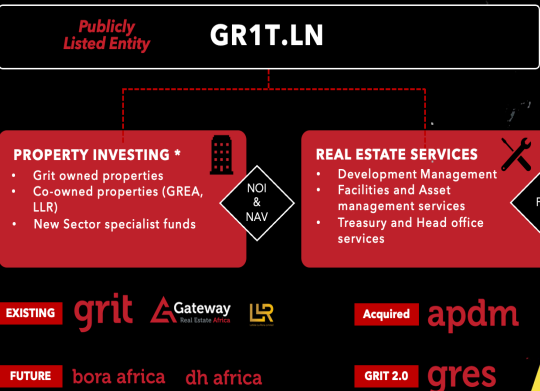 Publicly
Listed Entity
GR1T.LN
PROPERTY INVESTING *
• Grit owned properties
• Co-owned properties (GREA,
LLR)
• New Sector specialist funds
NOI
&
NAV
REAL ESTATE SERVICES
• Development Management
• Facilities and Asset
management services
• Treasury and Head office
services
F
EXISTING
grit
Gateway
Real Estate Africa
LLR
Acquired
apdm
FUTURE
bora africa
dh africa
GRIT 2.0
gres